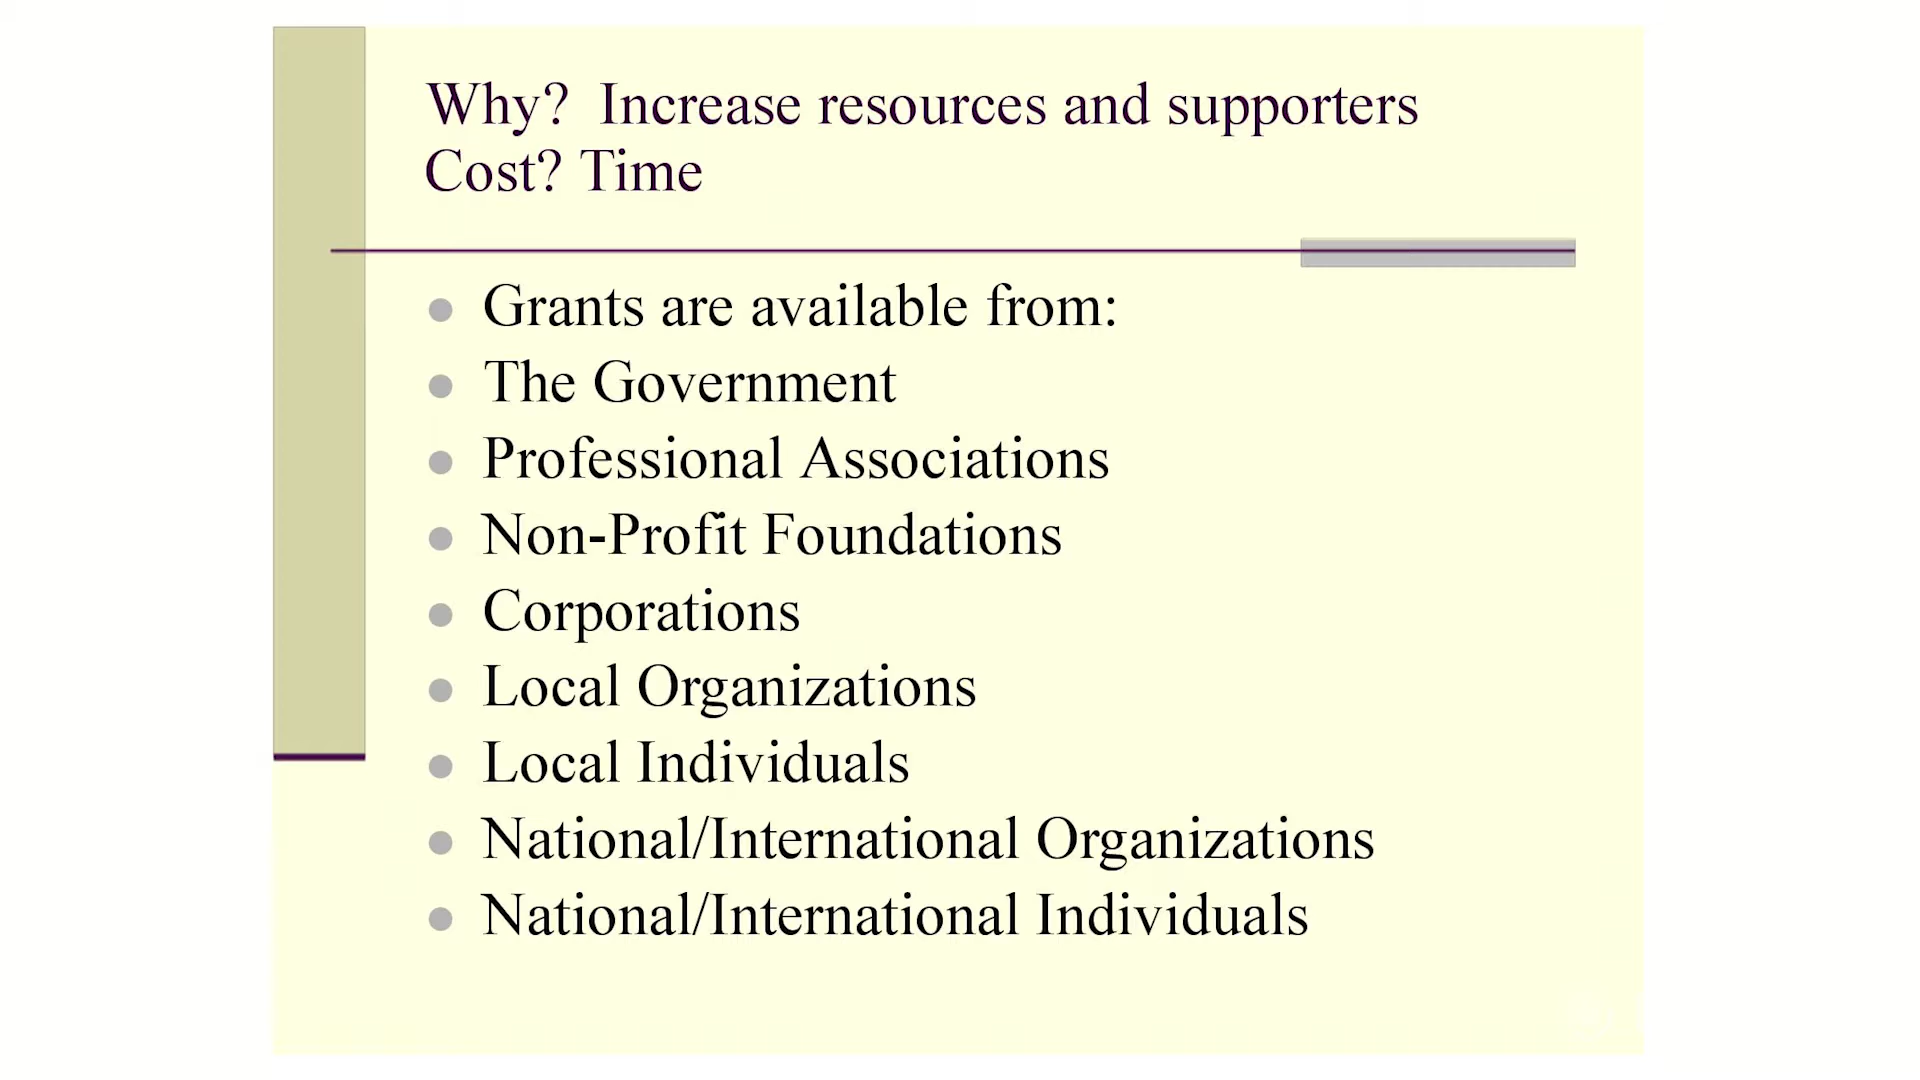 Why? Increase resources and supporters
Cost? Time
Grants are available from:
The Government
Professional Associations
Non-Profit Foundations
Corporations
Local Organizations
Local Individuals
National/International Organizations
National/International Individuals